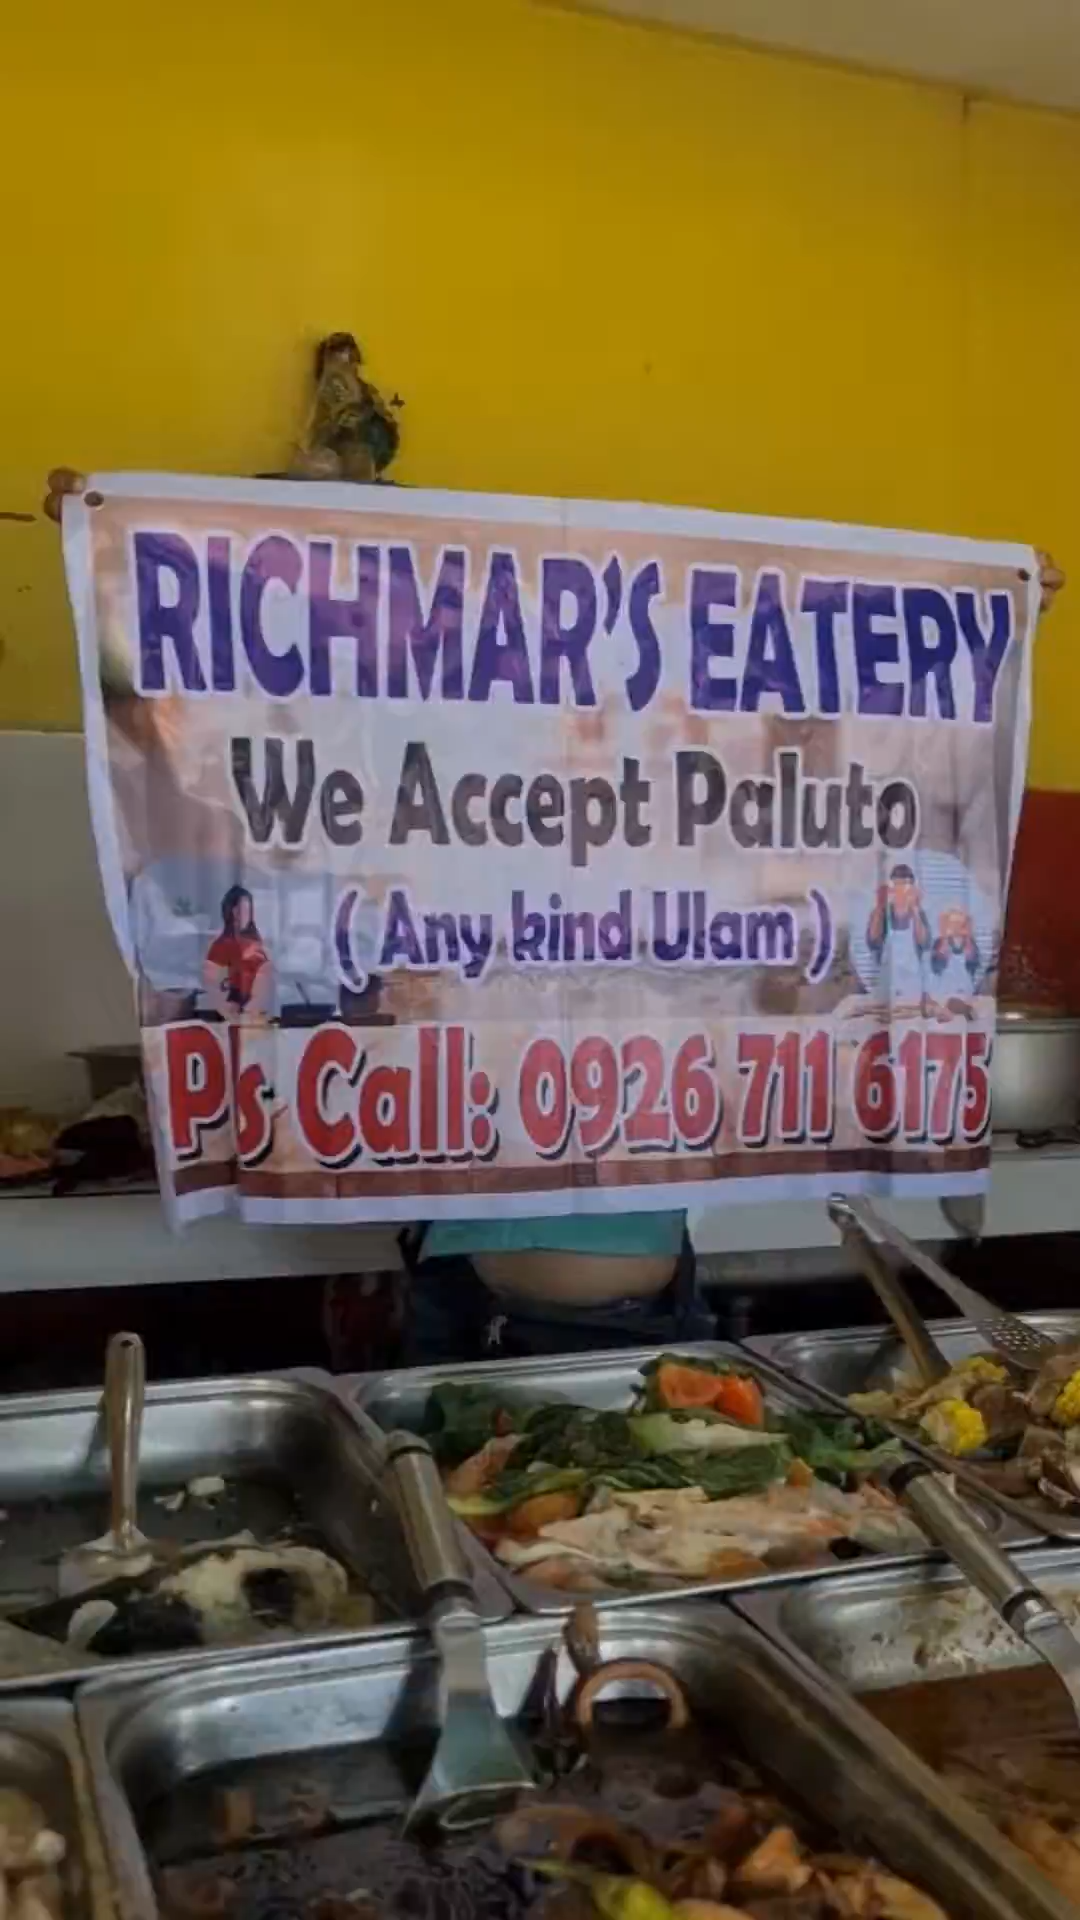 RICHMAR'S EATERY
We Accept Paluto
( Any kind Ulam )
Pls Call: 0926 711 6175